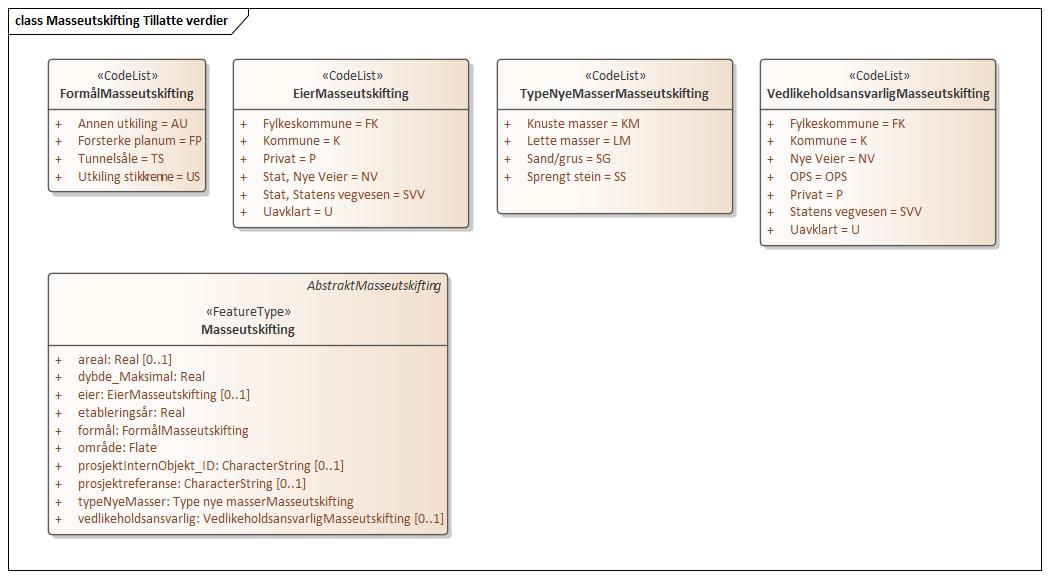 class Masseutskifting Tillatte verdier
«CodeList»
FormålMasseutskifting
+ Annen utkiling = AU
+ Forsterke planum = FP
+ Tunnelsåle = TS
+ Utkiling stikkrenne = US
«CodeList»
EierMasseutskifting
+ Fylkeskommune = FK
+ Kommune = K
+ Privat = P
+ Stat, Nye Veier = NV
+ Stat, Statens vegvesen = SVV
+ Uavklart = U
«CodeList»
TypeNyeMasserMasseutskifting
+ Knuste masser = KM
+ Lette masser = LM
+ Sand/grus = SG
+ Sprengt stein = SS
«CodeList»
VedlikeholdsansvarligMasseutskifting
+ Fylkeskommune = FK
+ Kommune = K
+ Nye Veier = NV
+ OPS = OPS
+ Privat = P
+ Statens vegvesen = SVV
+ Uavklart = U
AbstraktMasseutskifting
«FeatureType»
Masseutskifting
+ areal: Real [0..1]
+ dybde_Maksimal: Real
+ eier: EierMasseutskifting [0..1]
+ etableringsår: Real
+ formål: FormålMasseutskifting
+ område: Flate
+ prosjektInternObjekt_ID: CharacterString [0..1]
+ prosjektreferanse: CharacterString [0..1]
+ typeNyeMasser: Type nye masserMasseutskifting
+ vedlikeholdsansvarlig: VedlikeholdsansvarligMasseutskifting [0..1]